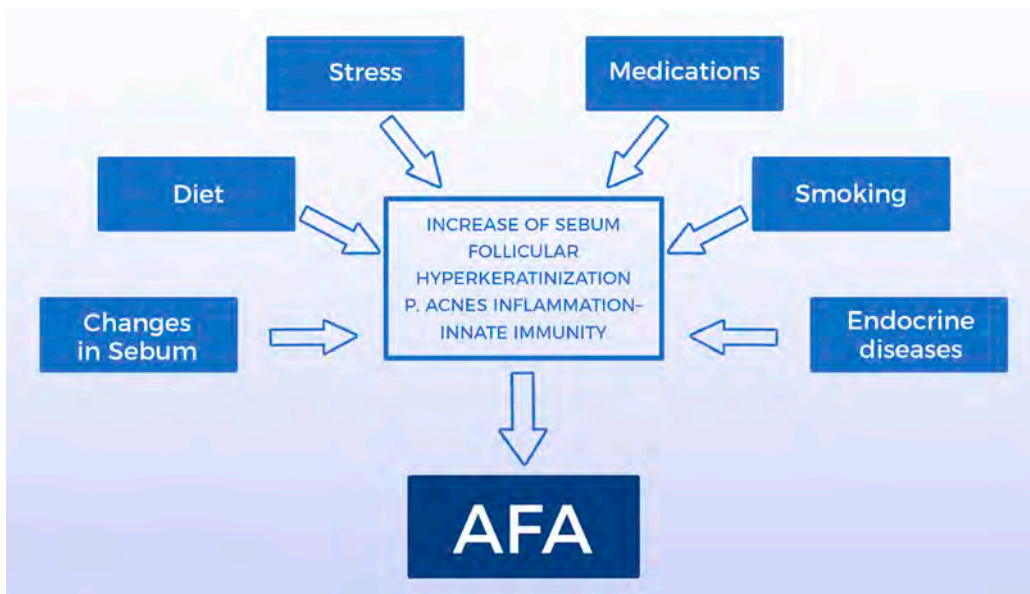 Stress
Medications
Diet
Smoking
INCREASE OF SEBUM
FOLLICULAR
HYPERKERATINIZATION
P. ACNES INFLAMMATION–
INNATE IMMUNITY
Changes
in Sebum
Endocrine
diseases
AFA